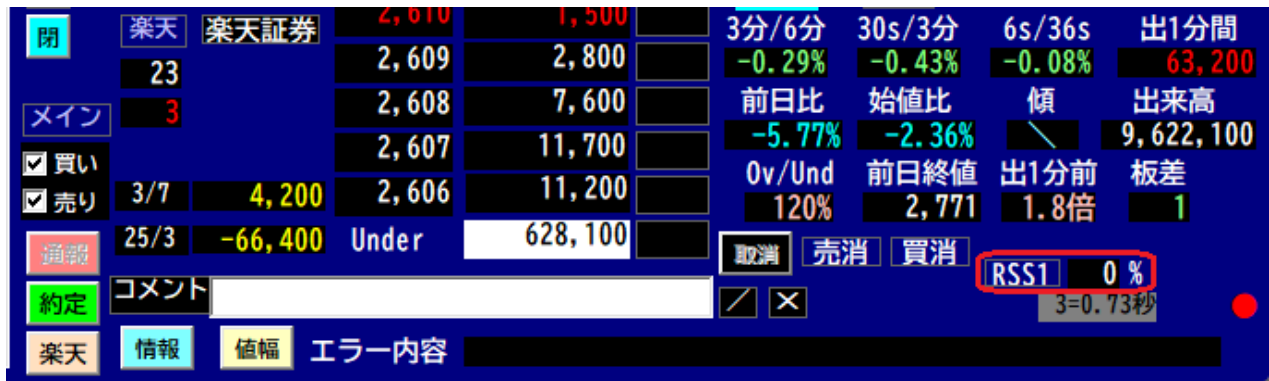 2,610 1,500
閉 楽天 楽天証券 3分/6分 30s/3分 6s/36s 出1分間
23 2,609 2,800 -0.29% -0.43% -0.08% 63,200
メイン 3 2,608 7,600 前日比 始値比 傾 出来高
2,607 11,700 -5.77% -2.36% \ 9,622,100
買い Ov/Und 前日終値 出1分前 板差
売り 3/7 4,200 2,606 11,200 120% 2,771 1.8倍 1
通報 25/3 -66,400 Under 628,100 取消 売消 買消
RSS1 0 %
約定 コメント / × 3=0.73秒
楽天 情報 値幅 エラー内容